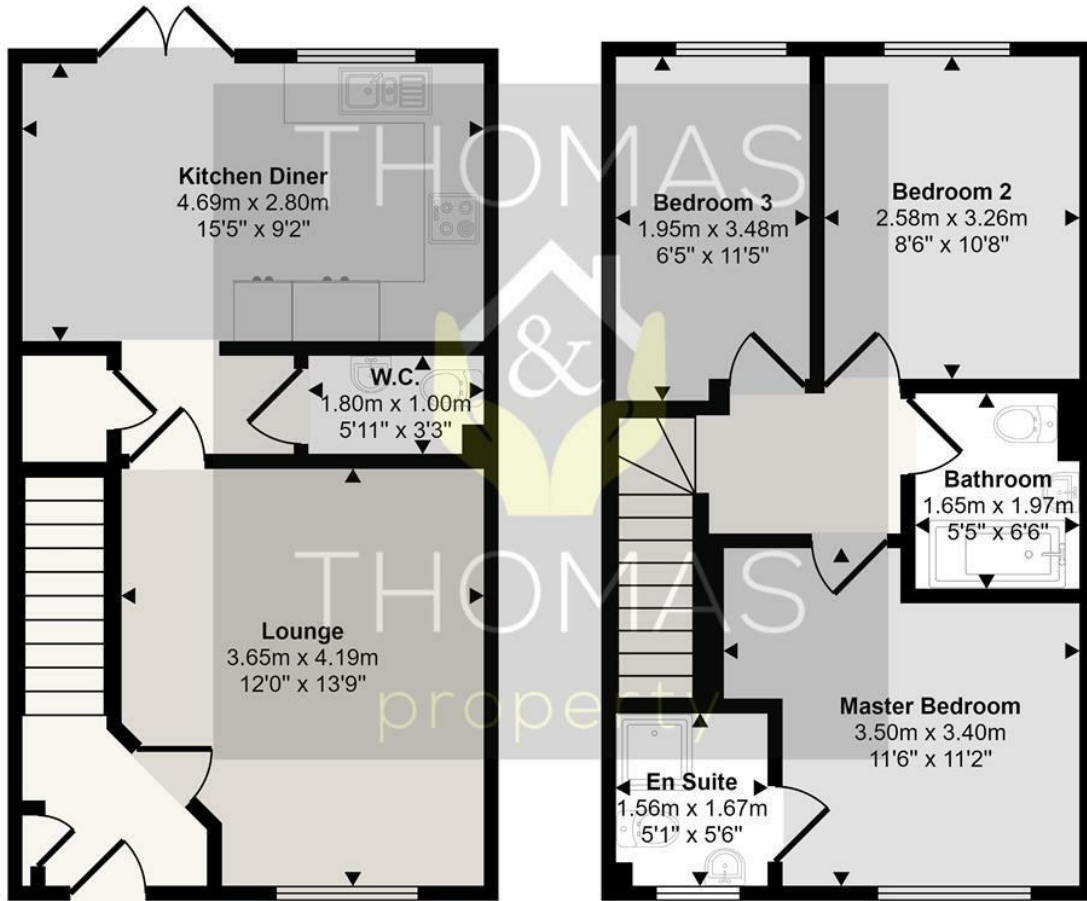 THOMAS
&
THOMAS
property
Kitchen Diner
4.69m x 2.80m
15'5" x 9'2"
W.C.
1.80m x 1.00m
5'11" x 3'3"
Lounge
3.65m x 4.19m
12'0" x 13'9"
Bedroom 3
1.95m x 3.48m
6'5" x 11'5"
Bedroom 2
2.58m x 3.26m
8'6" x 10'8"
Bathroom
1.65m x 1.97m
5'5" x 6'6"
Master Bedroom
3.50m x 3.40m
11'6" x 11'2"
En Suite
1.56m x 1.67m
5'1" x 5'6"